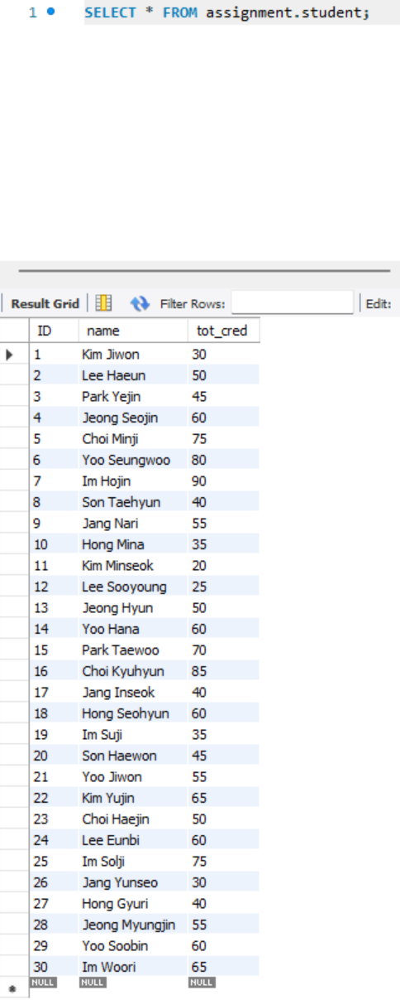 1 SELECT * FROM assignment.student;
Result Grid Filter Rows: Edit:
ID name tot_cred
1 Kim Jiwon 30
2 Lee Haeun 50
3 Park Yejin 45
4 Jeong Seojin 60
5 Choi Minji 75
6 Yoo Seungwoo 80
7 Im Hojin 90
8 Son Taehyun 40
9 Jang Nari 55
10 Hong Mina 35
11 Kim Minseok 20
12 Lee Sooyoung 25
13 Jeong Hyun 50
14 Yoo Hana 60
15 Park Taewoo 70
16 Choi Kyuhyun 85
17 Jang Inseok 40
18 Hong Seohyun 60
19 Im Suji 35
20 Son Haewon 45
21 Yoo Jiwon 55
22 Kim Yujin 65
23 Choi Haejin 50
24 Lee Eunbi 60
25 Im Solji 75
26 Jang Yunseo 30
27 Hong Gyuri 40
28 Jeong Myungjin 55
29 Yoo Soobin 60
30 Im Woori 65
NULL NULL NULL